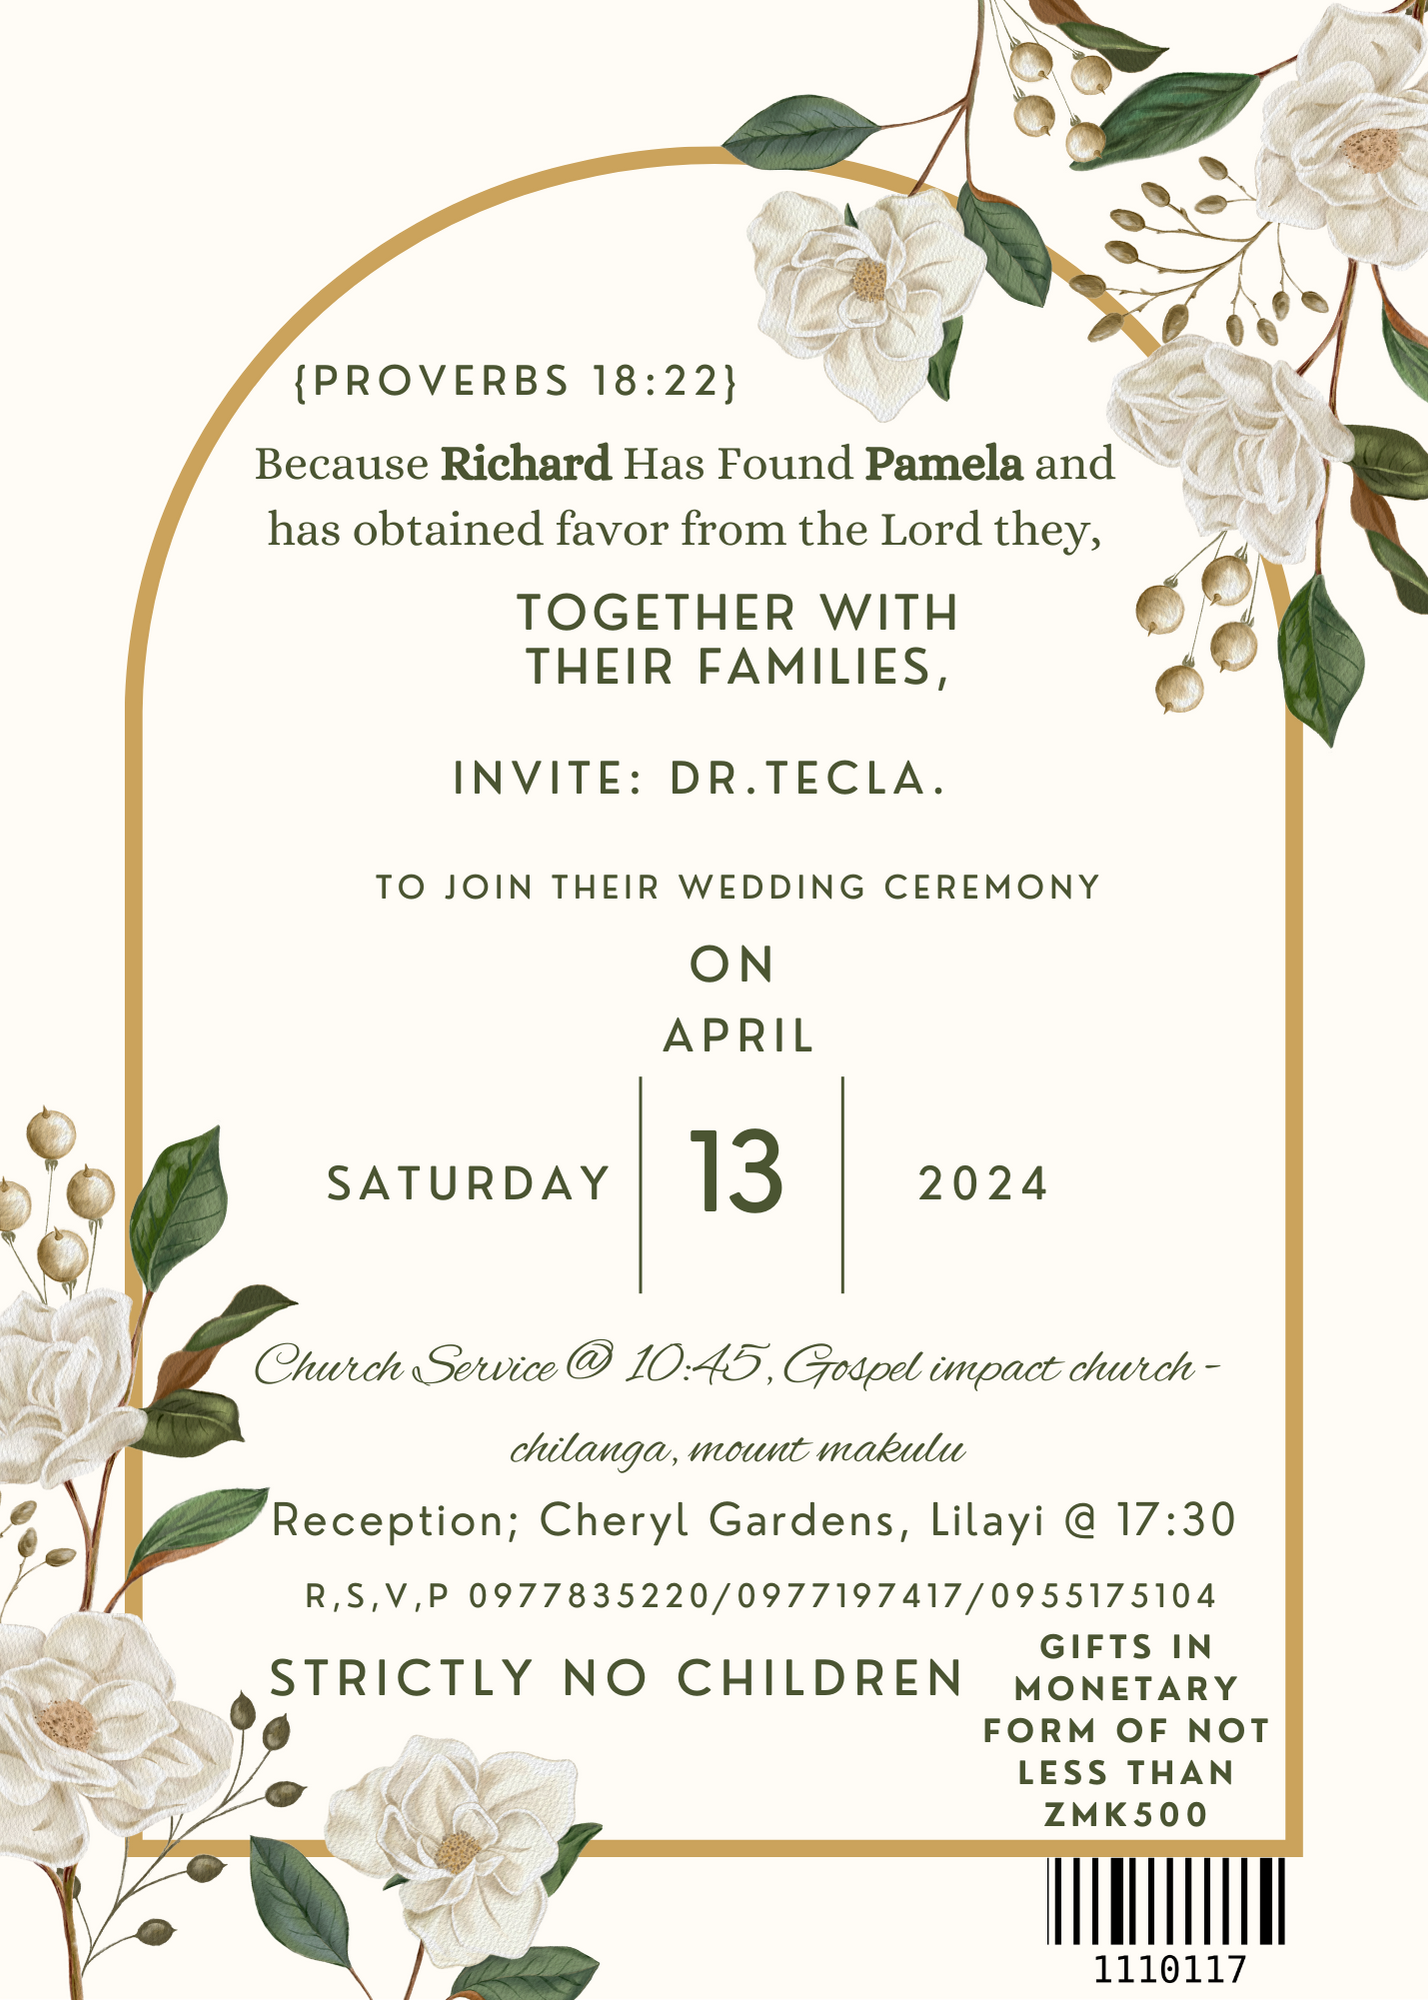 {PROVERBS 18:22}
Because Richard Has Found Pamela and
has obtained favor from the Lord they,
TOGETHER WITH
THEIR FAMILIES,
INVITE: DR.TECLA.
TO JOIN THEIR WEDDING CEREMONY
ON
APRIL
SATURDAY 13 2024
Church Service @ 10:45, Gospel impact church -
chilanga, mount makulu
Reception; Cheryl Gardens, Lilayi @ 17:30
R,S,V,P 0977835220/0977197417/0955175104
STRICTLY NO CHILDREN
GIFTS IN
MONETARY
FORM OF NOT
LESS THAN
ZMK500
1110117